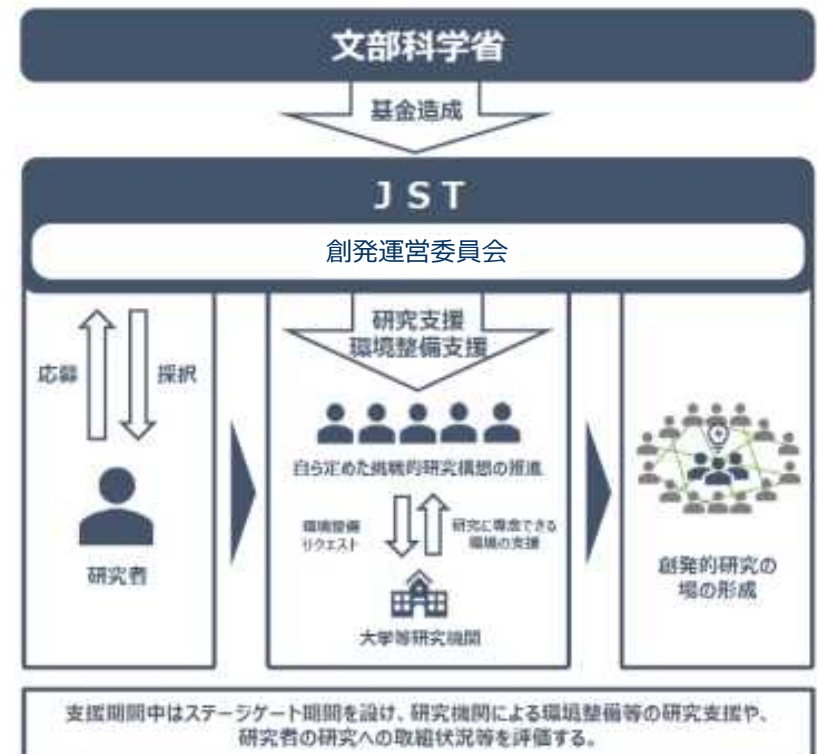 文部科学省
基金造成
JST
創発運営委員会
応募
採択
研究者
研究支援
環境整備支援
自ら定めた挑戦的研究構想の推進
環境整備
リクエスト
研究に専念できる
環境の支援
大学等研究機関
創発的研究の
場の形成
支援期間中はステージゲート期間を設け、研究機関による環境整備等の研究支援や、
研究者の研究への取組状況等を評価する。